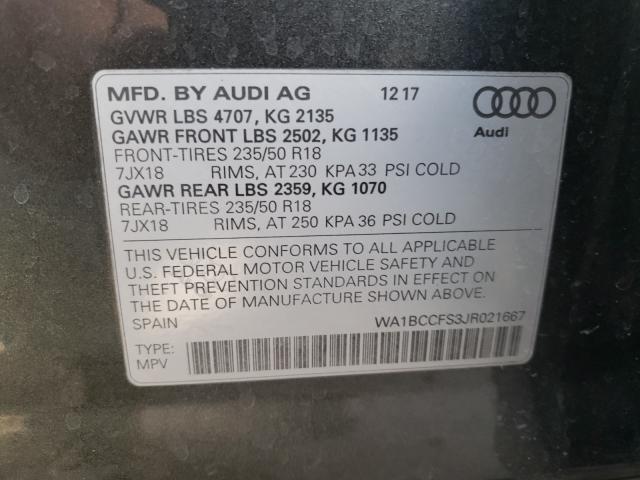 MFD. BY AUDI AG 12 17
GVWR LBS 4707, KG 2135
GAWR FRONT LBS 2502, KG 1135
FRONT-TIRES 235/50 R18
7JX18 RIMS, AT 230 KPA 33 PSI COLD
GAWR REAR LBS 2359, KG 1070
REAR-TIRES 235/50 R18
7JX18 RIMS, AT 250 KPA 36 PSI COLD
Audi
THIS VEHICLE CONFORMS TO ALL APPLICABLE
U.S. FEDERAL MOTOR VEHICLE SAFETY AND
THEFT PREVENTION STANDARDS IN EFFECT ON
THE DATE OF MANUFACTURE SHOWN ABOVE.
SPAIN WA1BCCFS3JR021667
TYPE:
MPV